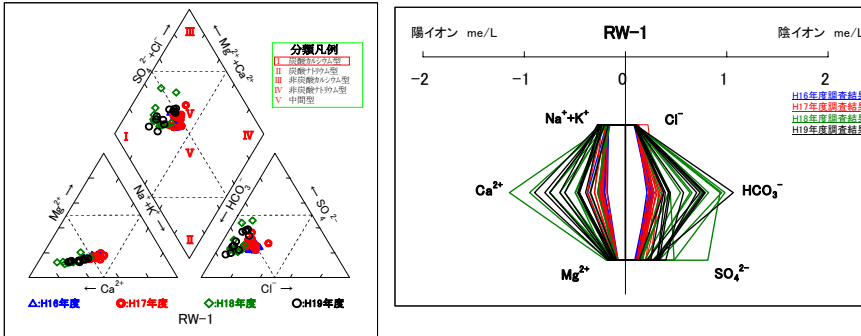 III
SO₄²⁻+Cl⁻ →
← Mg²⁺+Ca²⁺
分類凡例
I 炭酸カルシウム型
II 炭酸ナトリウム型
III 非炭酸カルシウム型
IV 非炭酸ナトリウム型
V 中間型
V
I
IV
V
II
Mg²⁺ →
Na⁺+K⁺ →
← HCO₃⁻
← SO₄²⁻
← Ca²⁺
Cl⁻ →
△:H16年度
○:H17年度
◇:H18年度
○:H19年度
RW-1
陽イオン me/L
RW-1
陰イオン me/L
-2
-1
0
1
2
H16年度調査結果
H17年度調査結果
H18年度調査結果
H19年度調査結果
Na⁺+K⁺
Cl⁻
Ca²⁺
HCO₃⁻
Mg²⁺
SO₄²⁻